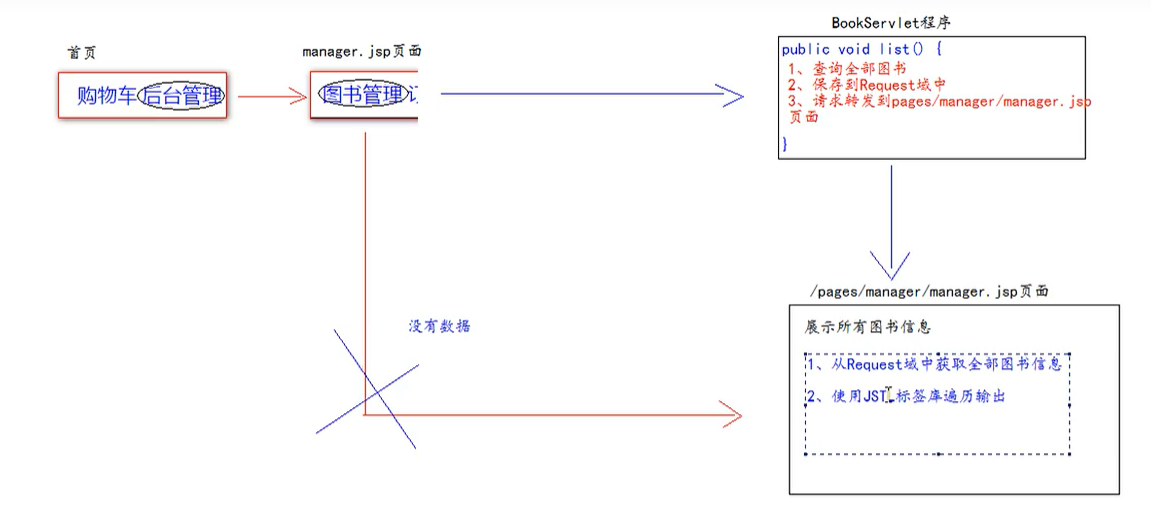 BookServlet程序
首页
manager.jsp页面
public void list() {
1、查询全部图书
2、保存到Request域中
3、请求转发到pages/manager/manager.jsp
页面
}
购物车后台管理
图书管理
/pages/manager/manager.jsp页面
没有数据
展示所有图书信息
1、从Request域中获取全部图书信息
2、使用JSTL标签库遍历输出